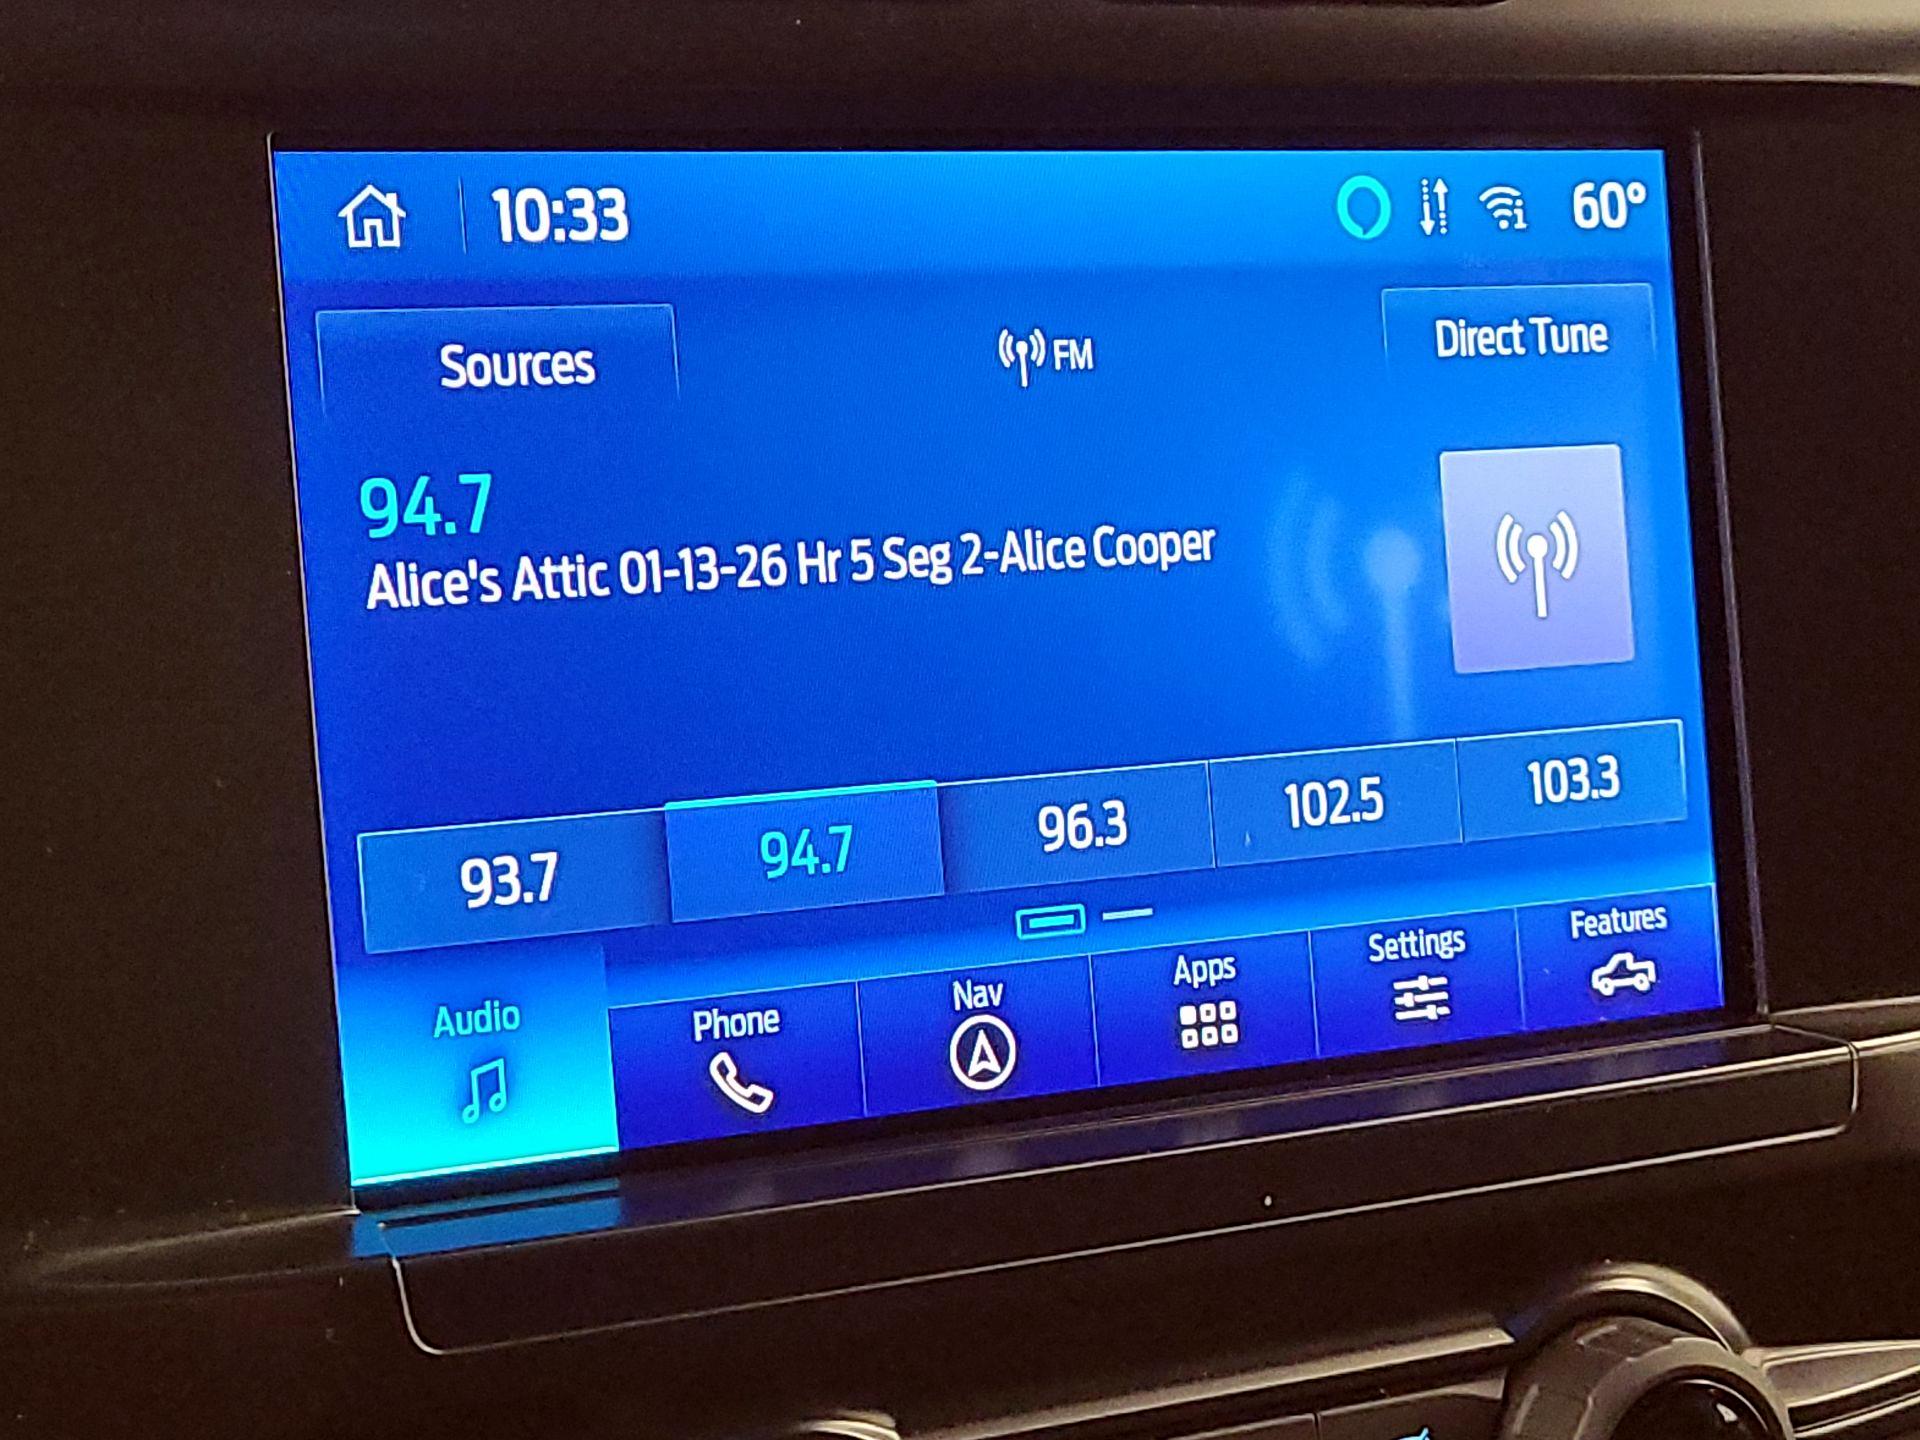 10:33
60°
Sources
FM
Direct Tune
94.7
Alice's Attic 01-13-26 Hr 5 Seg 2-Alice Cooper
93.7
94.7
96.3
102.5
103.3
Audio
Phone
Nav
Apps
Settings
Features